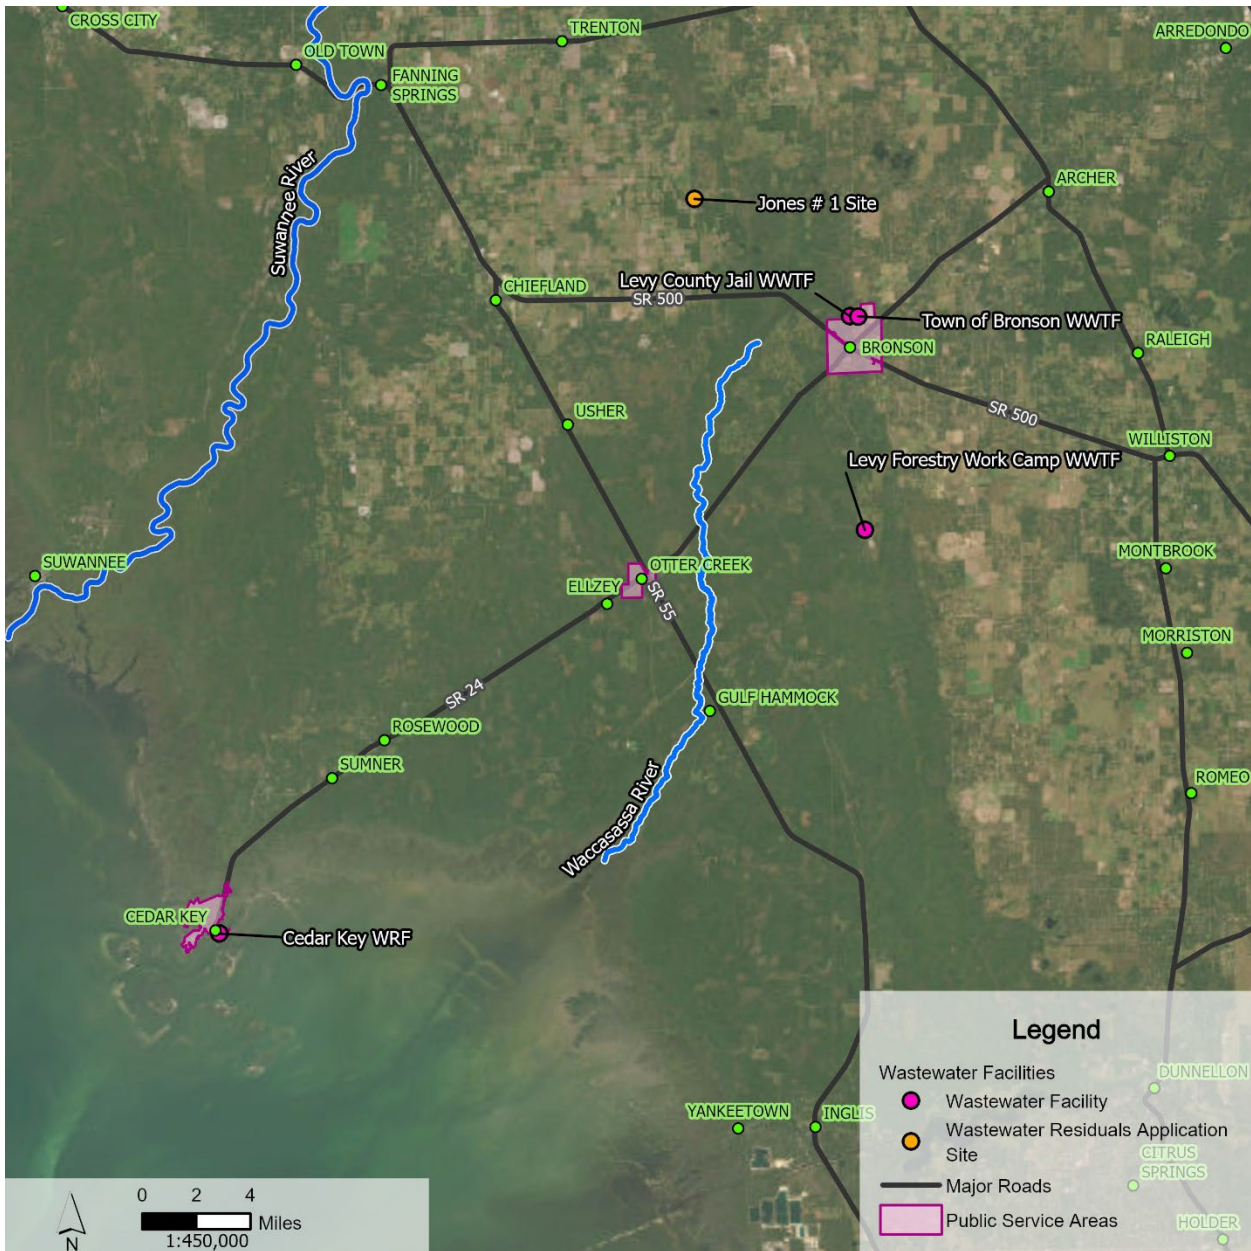 CROSS CITY
OLD TOWN
TRENTON
ARREDONDO
FANNING
SPRINGS
Suwannee River
Jones # 1 Site
ARCHER
Levy County Jail WWTF
CHIEFLAND
SR 500
Town of Bronson WWTF
BRONSON
RALEIGH
USHER
SR 500
WILLISTON
Levy Forestry Work Camp WWTF
SUWANNEE
OTTER CREEK
ELLZEY
SR 55
MONTBROOK
MORRISTON
SR 24
GULF HAMMOCK
ROSEWOOD
SUMNER
ROMEO
Waccasassa River
CEDAR KEY
Cedar Key WRF
YANKEETOWN
INGLIS
Legend
Wastewater Facilities
Wastewater Facility
Wastewater Residuals Application
Site
Major Roads
Public Service Areas
DUNNELLON
CITRUS
SPRINGS
HOLDER
N
0 2 4
Miles
1:450,000